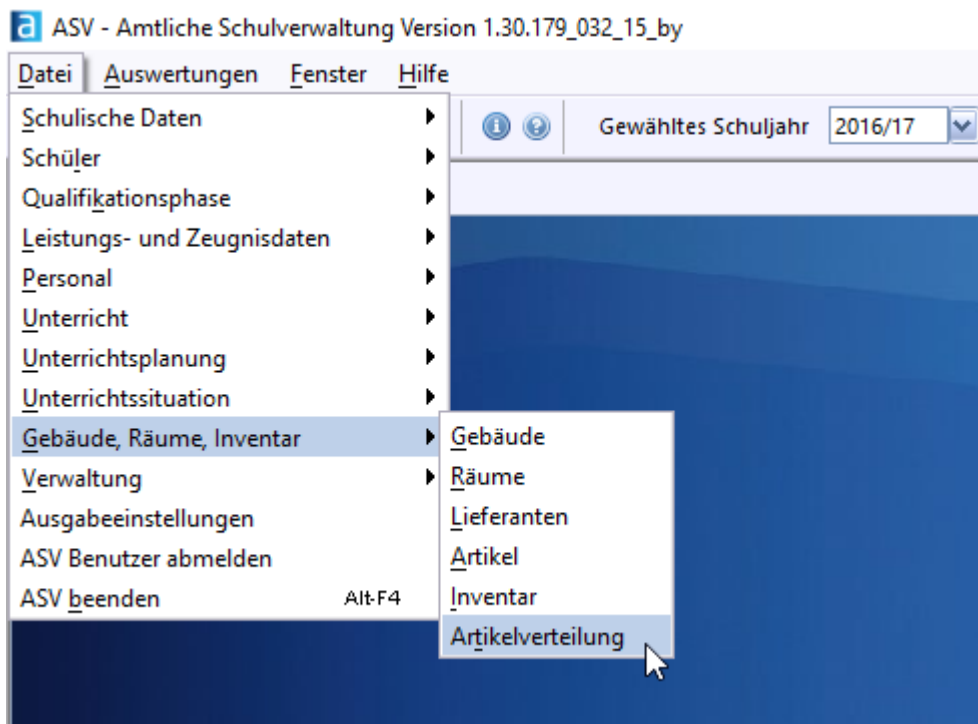 a ASV - Amtliche Schulverwaltung Version 1.30.179_032_15_by
Datei Auswertungen Fenster Hilfe
Gewähltes Schuljahr 2016/17
Schulische Daten
Schüler
Qualifikationsphase
Leistungs- und Zeugnisdaten
Personal
Unterricht
Unterrichtsplanung
Unterrichtssituation
Gebäude, Räume, Inventar
Verwaltung
Ausgabeeinstellungen
ASV Benutzer abmelden
ASV beenden Alt-F4
Gebäude
Räume
Lieferanten
Artikel
Inventar
Artikelverteilung